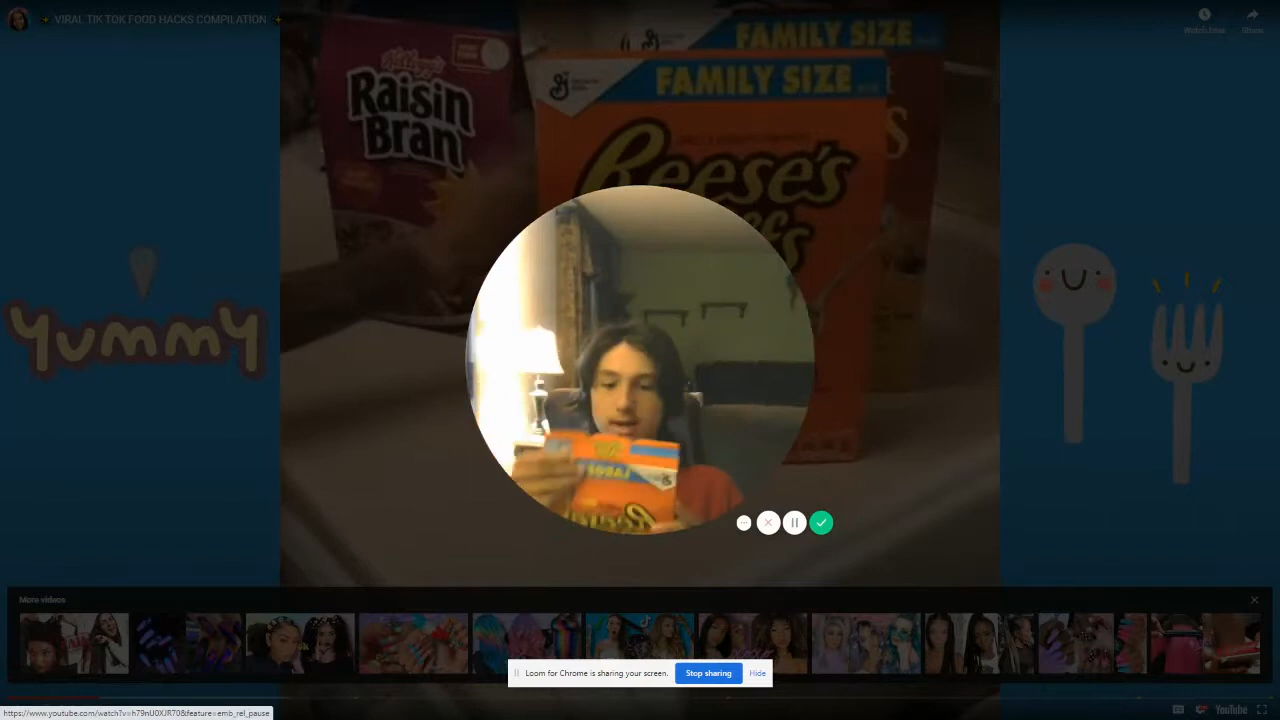 VIRAL TIK TOK FOOD HACKS COMPILATION
Watch later
Share
FAMILY SIZE
FAMILY SIZE
Kellogg's
Raisin
Bran
Reese's
Yummy
More videos
Loom for Chrome is sharing your screen.
Stop sharing
Hide
https://www.youtube.com/watch?v=h79nU0XJR70&feature=emb_rel_pause
YouTube